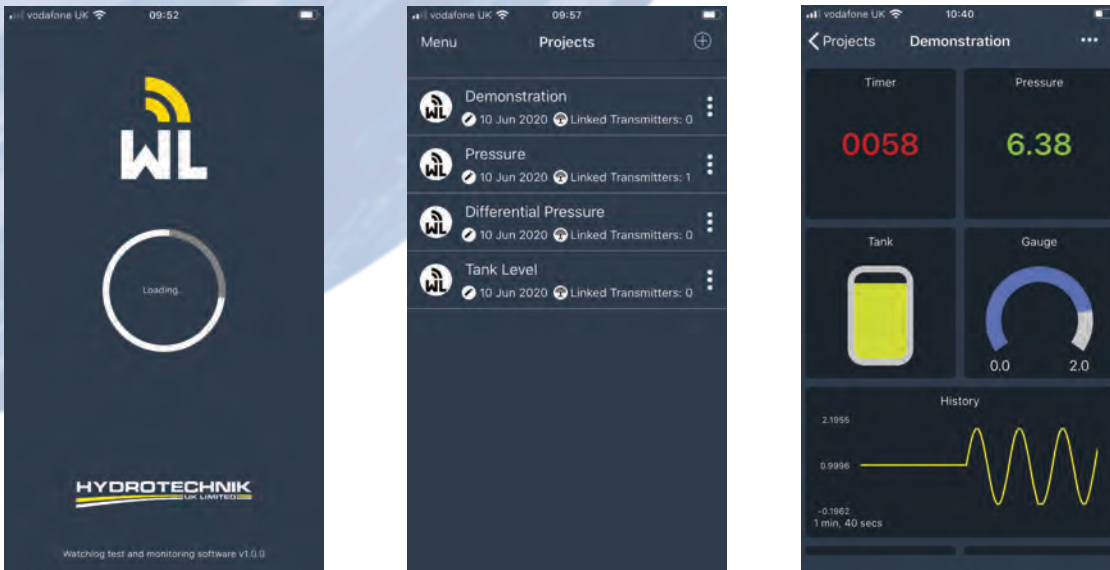 vodafone UK 09:52
WL
Loading..
HYDROTECHNIK
UK LIMITED
Watchlog test and monitoring software v1.0.0
vodafone UK 09:57
Menu Projects
WL
Demonstration
10 Jun 2020 Linked Transmitters: 0
WL
Pressure
10 Jun 2020 Linked Transmitters: 1
WL
Differential Pressure
10 Jun 2020 Linked Transmitters: 0
WL
Tank Level
10 Jun 2020 Linked Transmitters: 0
vodafone UK 10:40
Projects Demonstration
Timer Pressure
0058 6.38
Tank Gauge
0.0 2.0
History
2.1955
0.9996
-0.1962
1 min, 40 secs